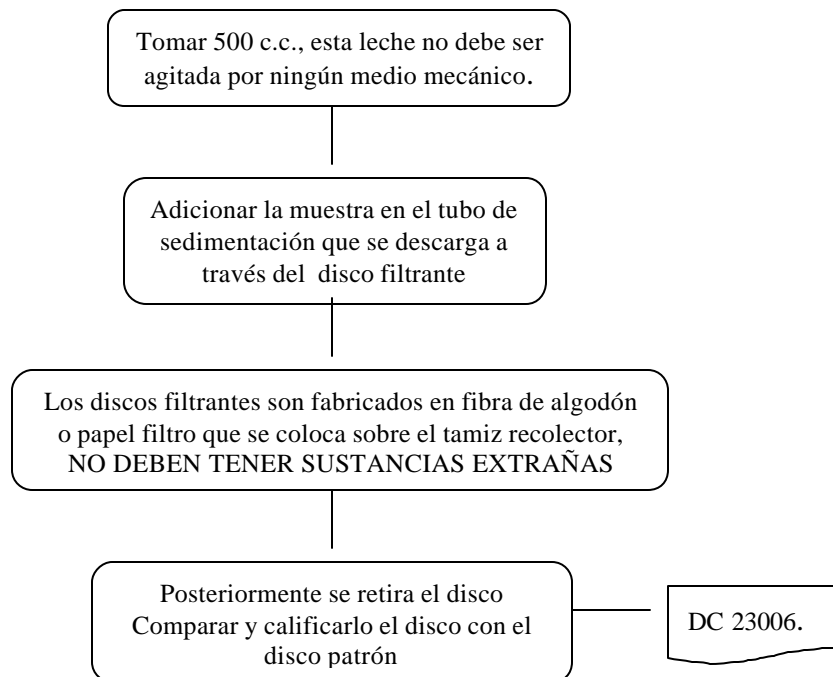 Tomar 500 c.c., esta leche no debe ser
agitada por ningún medio mecánico.
Adicionar la muestra en el tubo de
sedimentación que se descarga a
través del disco filtrante
Los discos filtrantes son fabricados en fibra de algodón
o papel filtro que se coloca sobre el tamiz recolector,
NO DEBEN TENER SUSTANCIAS EXTRAÑAS
Posteriormente se retira el disco
Comparar y calificarlo el disco con el
disco patrón
DC 23006.